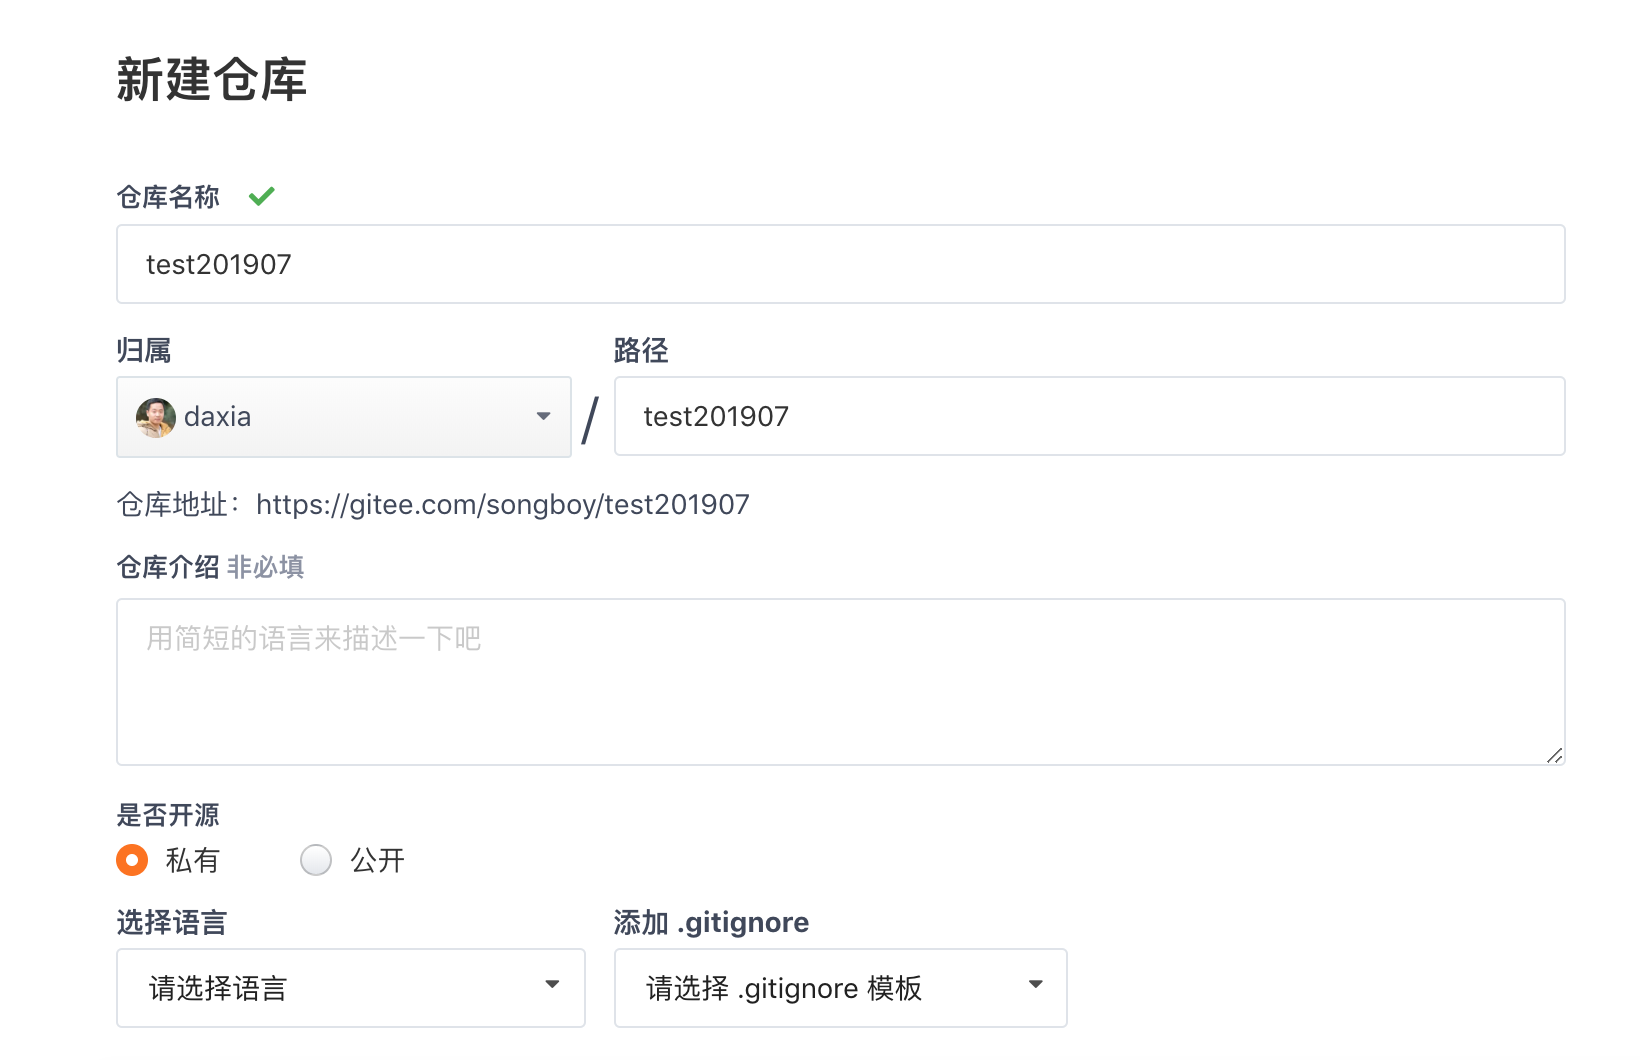 新建仓库
仓库名称
test201907
归属 路径
daxia / test201907
仓库地址：https://gitee.com/songboy/test201907
仓库介绍 非必填
用简短的语言来描述一下吧
是否开源
私有 公开
选择语言 添加 .gitignore
请选择语言 请选择 .gitignore 模板